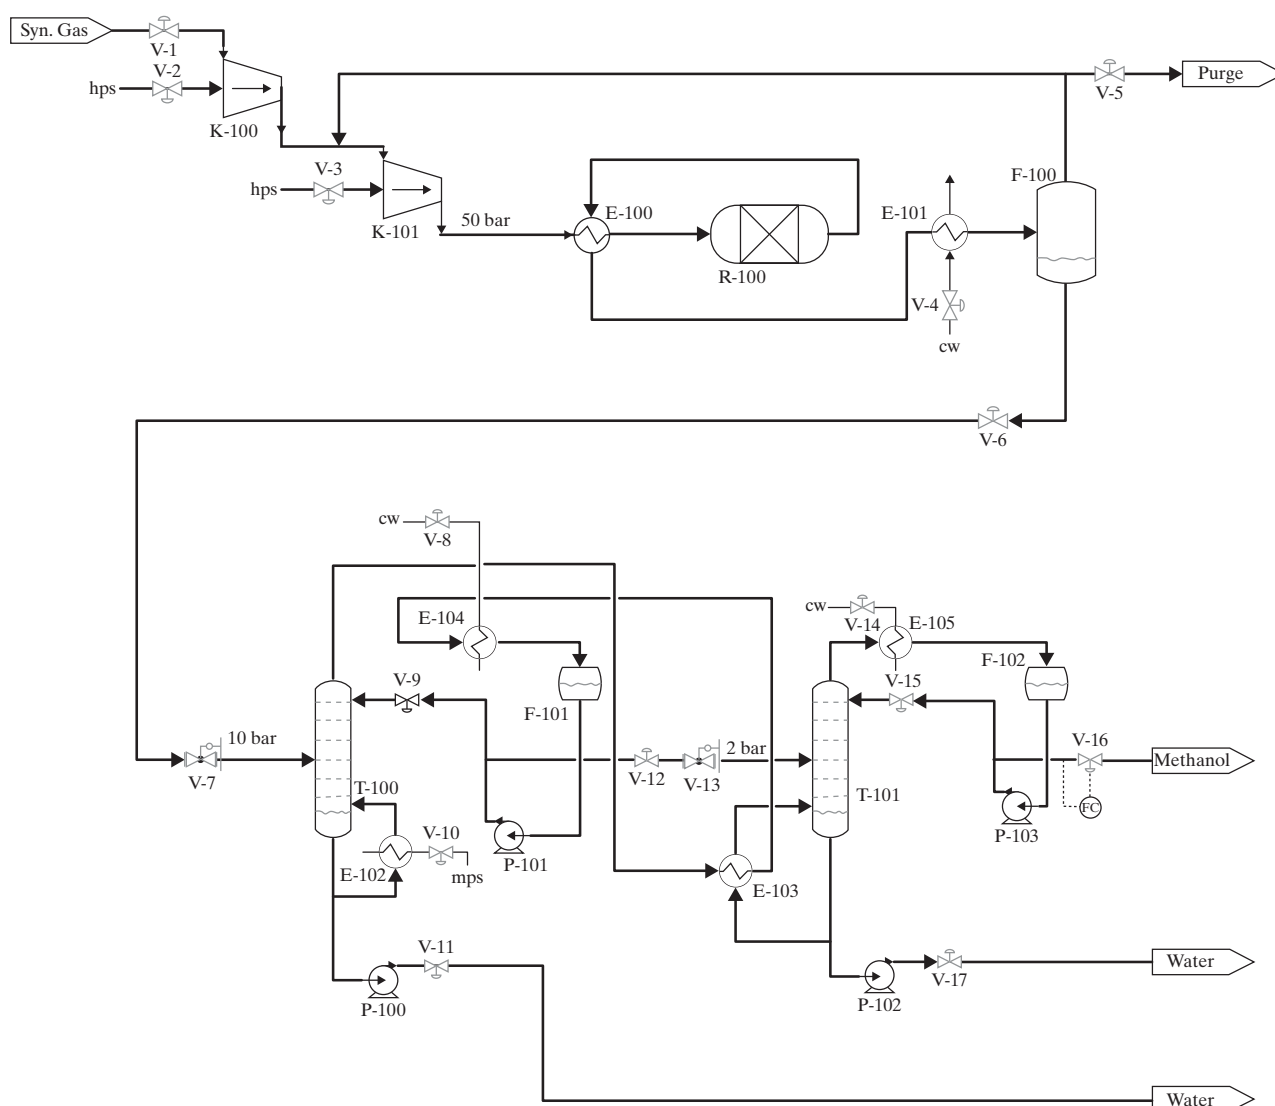 Syn. Gas
V-1
V-2
hps
K-100
Purge
V-5
V-3
hps
K-101
50 bar
E-100
R-100
E-101
F-100
V-4
cw
V-6
cw
V-8
E-104
V-9
F-101
cw
V-14
E-105
F-102
V-15
10 bar
V-7
T-100
V-12
V-13
2 bar
T-101
V-16
Methanol
FC
P-103
V-10
E-102
mps
P-101
E-103
V-11
P-100
P-102
V-17
Water
Water